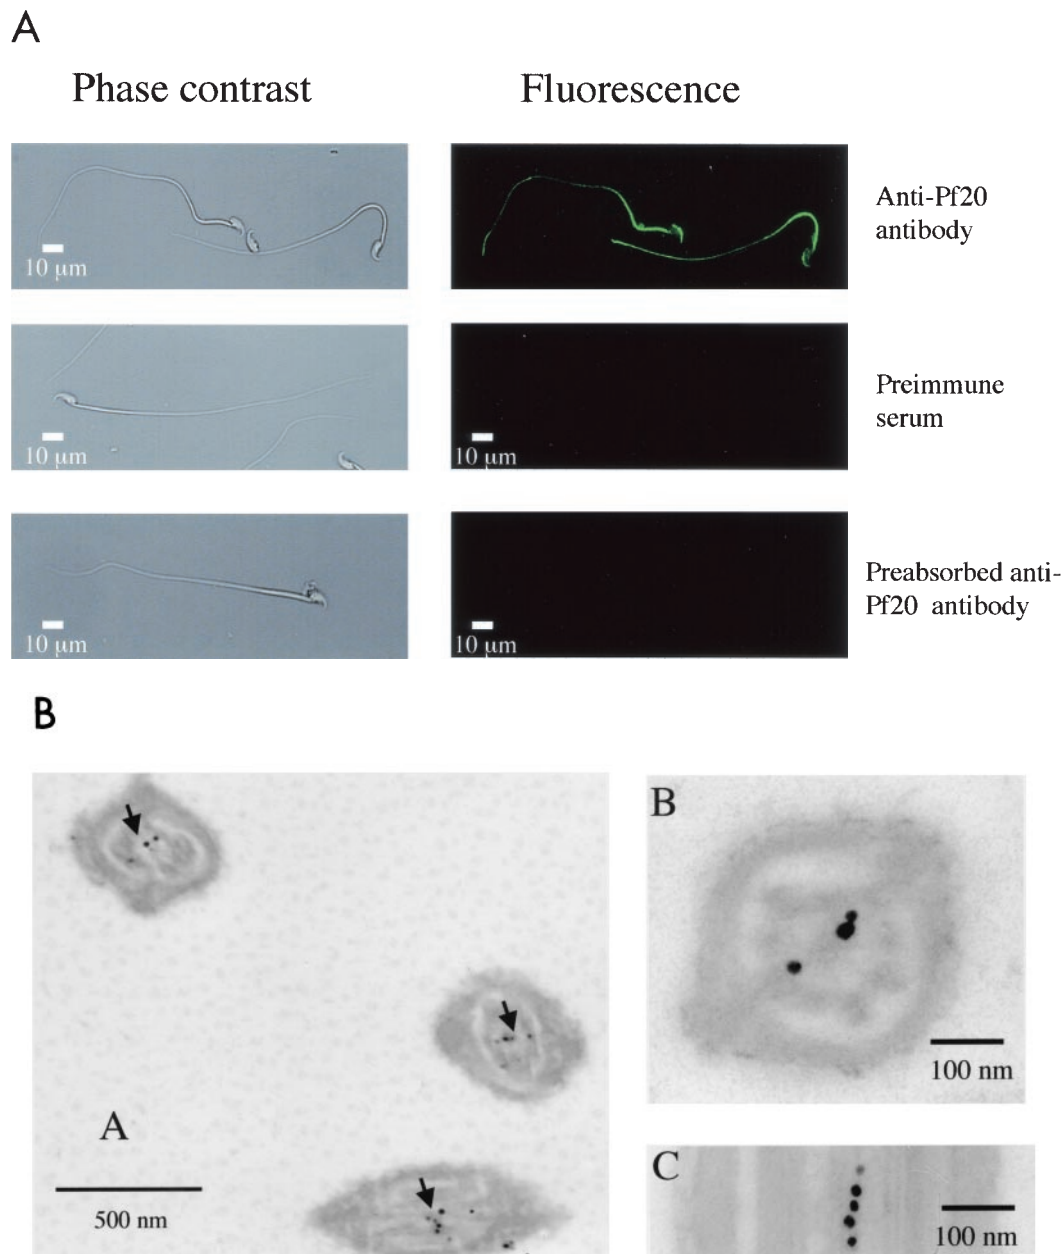 A
Phase contrast
Fluorescence
10 µm
Anti-Pf20
antibody
10 µm
10 µm
Preimmune
serum
10 µm
10 µm
Preabsorbed anti-
Pf20 antibody
B
A
500 nm
B
100 nm
C
100 nm